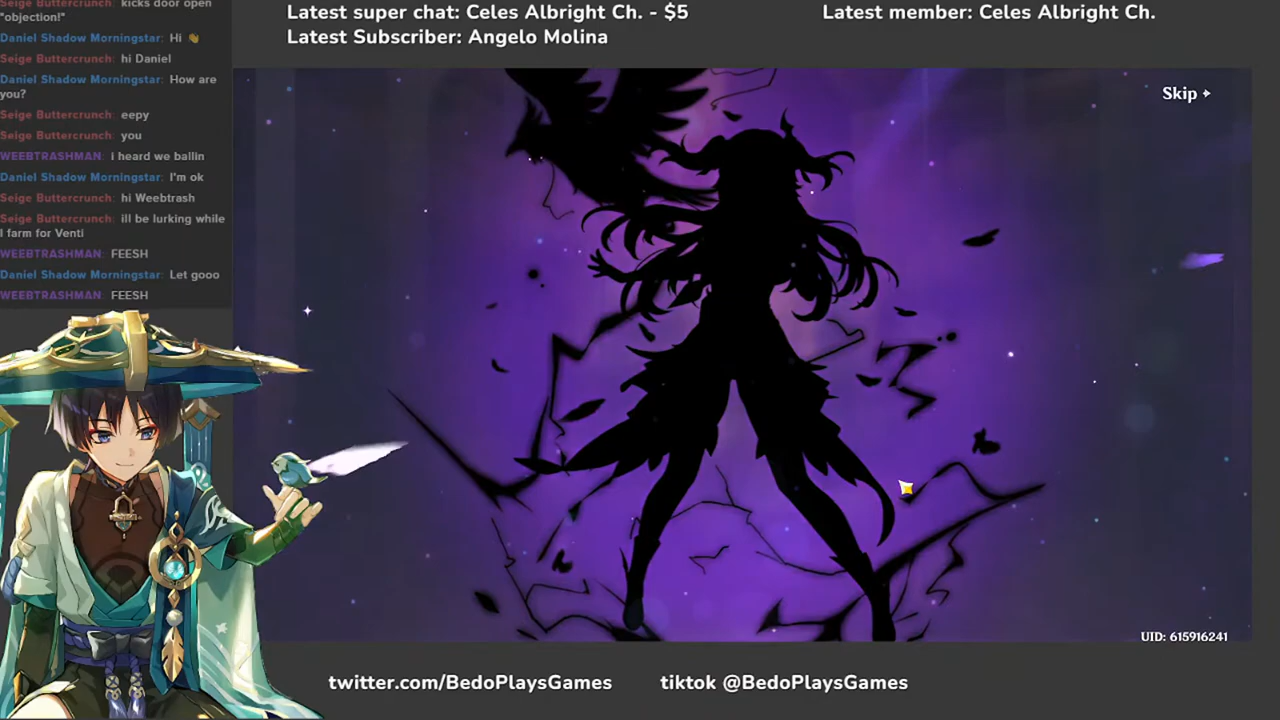 Seige Buttercrunch: kicks door open
"objection!"
Daniel Shadow Morningstar: Hi 👋
Seige Buttercrunch: hi Daniel
Daniel Shadow Morningstar: How are
you?
Seige Buttercrunch: eepy
Seige Buttercrunch: you
WEEBTRASHMAN: i heard we ballin
Daniel Shadow Morningstar: I'm ok
Seige Buttercrunch: hi Weebtrash
Seige Buttercrunch: ill be lurking while
I farm for Venti
WEEBTRASHMAN: FEESH
Daniel Shadow Morningstar: Let gooo
WEEBTRASHMAN: FEESH
Latest super chat: Celes Albright Ch. - $5
Latest member: Celes Albright Ch.
Latest Subscriber: Angelo Molina
Skip
UID: 615916241
twitter.com/BedoPlaysGames
tiktok @BedoPlaysGames